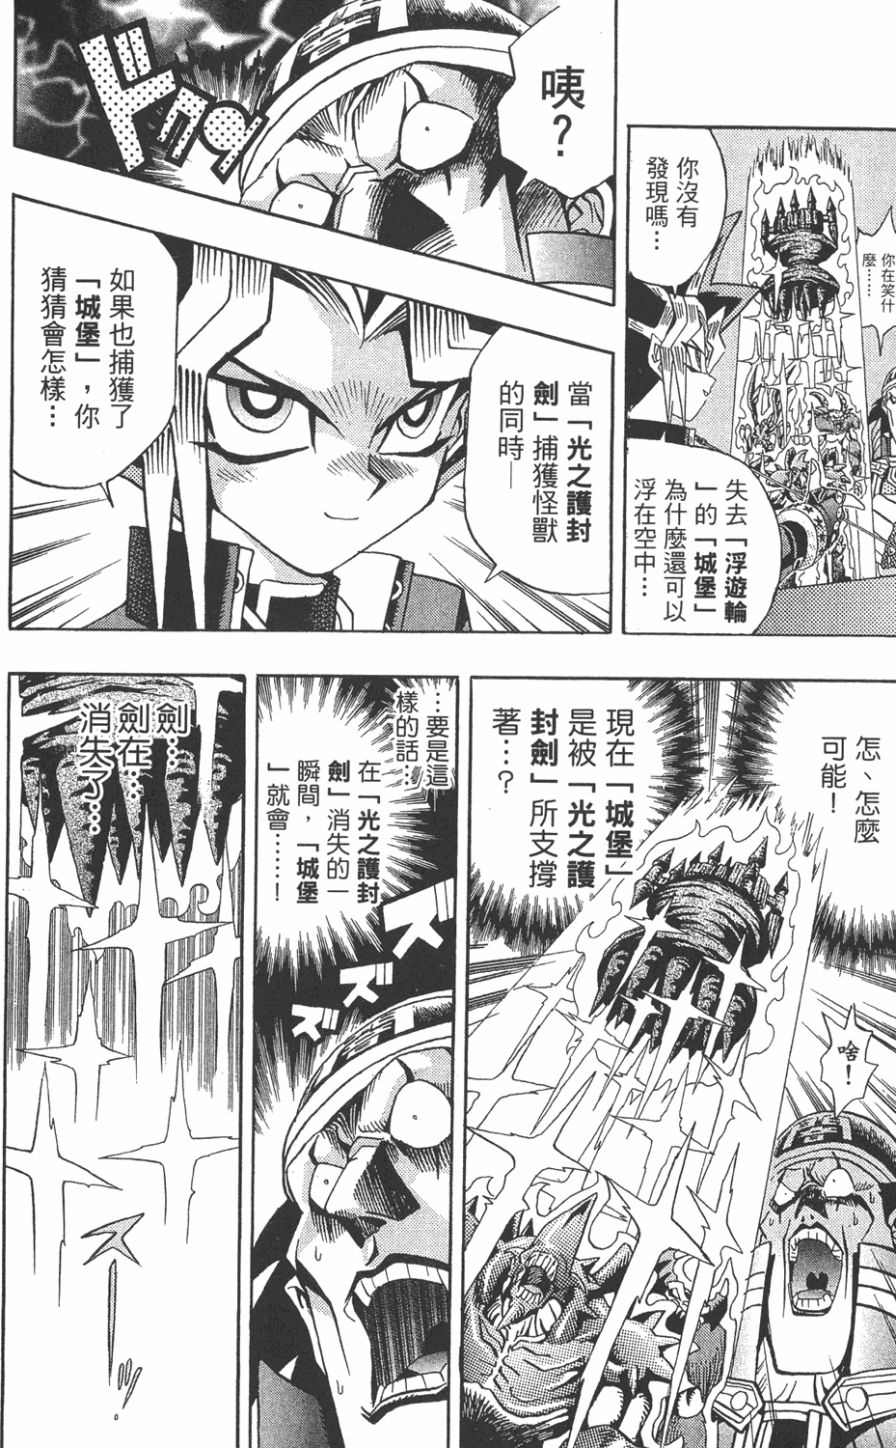 你在笑什
麼……
你沒有
發現嗎…
失去「浮遊輪
」的「城堡」
為什麼還可以
浮在空中…
咦？
ドクン
當「光之護封
劍」捕獲怪獸
的同時—
如果也捕獲了
「城堡」，你
猜猜會怎樣…
怎、怎麼
可能！
啥！
現在「城堡」
是被「光之護
封劍」所支撐
著…？
…要是這
樣的話…
在「光之護封
劍」消失的一
瞬間，「城堡
」就會……！
ズズズ
劍…
劍在…
消失了…